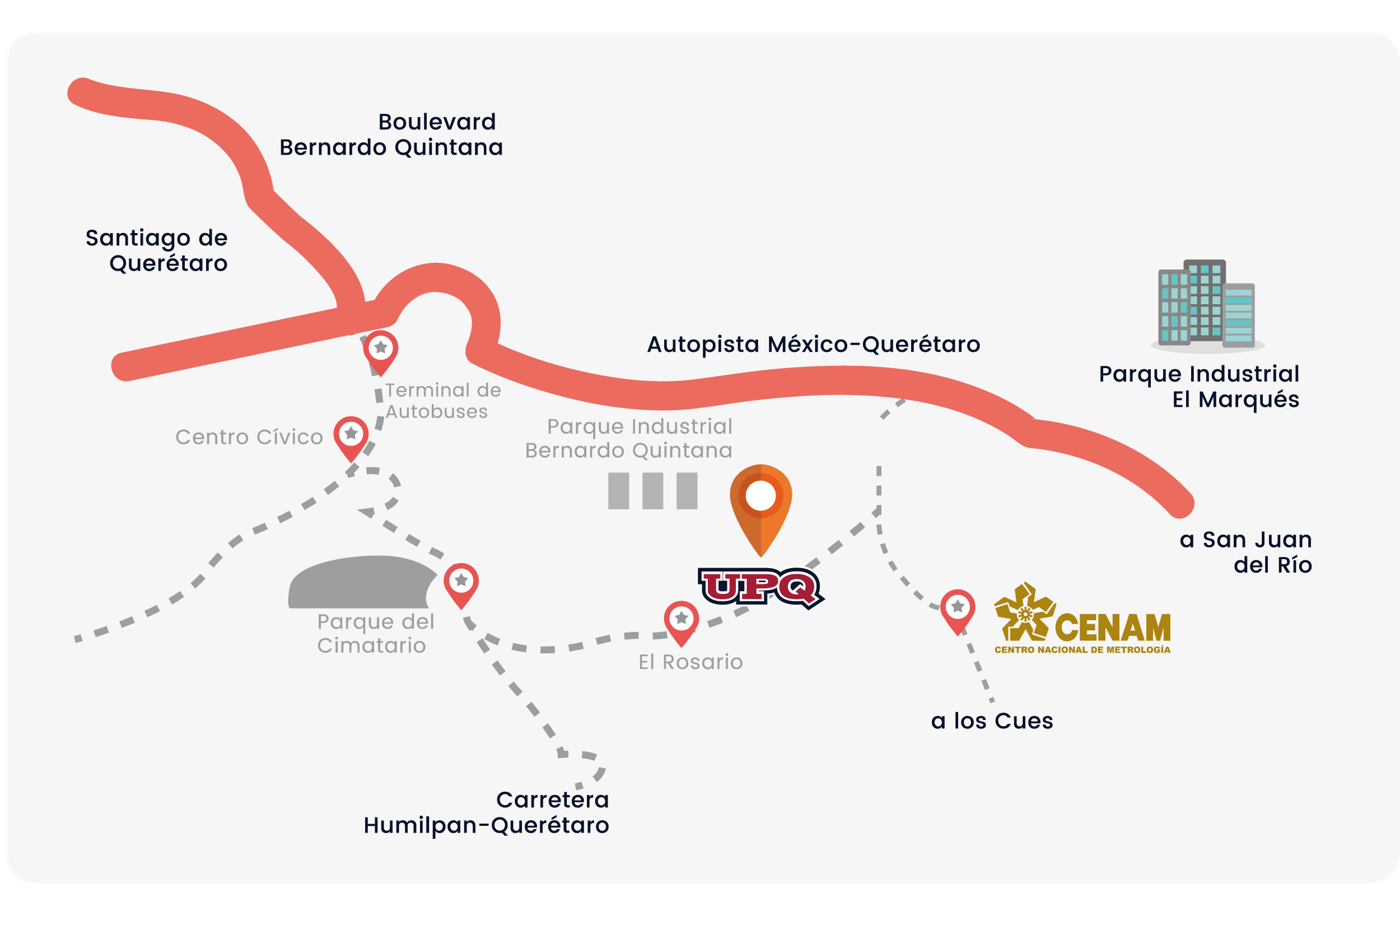 Boulevard
Bernardo Quintana
Santiago de
Querétaro
Autopista México-Querétaro
Parque Industrial
El Marqués
Terminal de
Autobuses
Centro Cívico
Parque Industrial
Bernardo Quintana
a San Juan
del Río
UPQ
Parque del
Cimatario
El Rosario
CENAM
CENTRO NACIONAL DE METROLOGÍA
a los Cues
Carretera
Humilpan-Querétaro